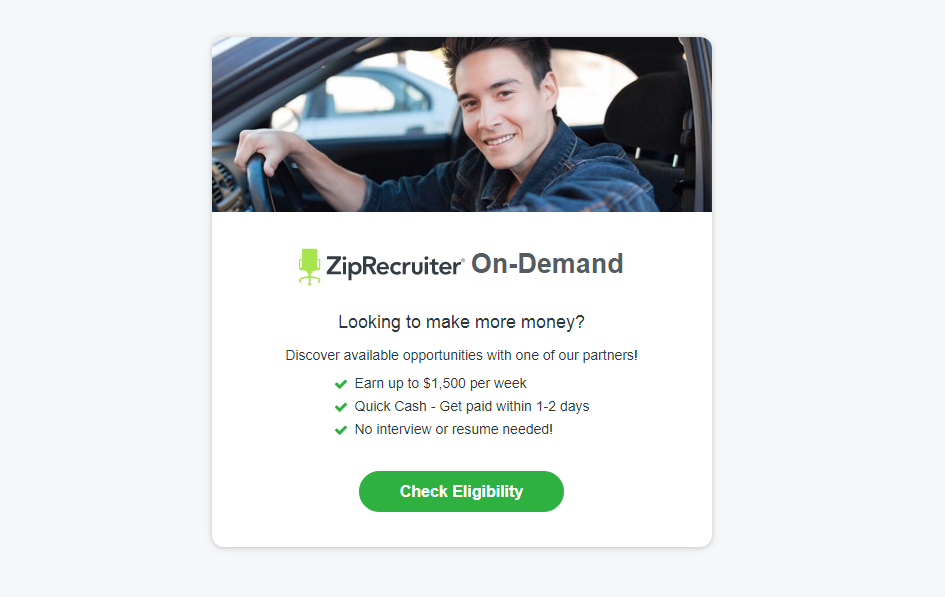 ZipRecruiter® On-Demand
Looking to make more money?
Discover available opportunities with one of our partners!
Earn up to $1,500 per week
Quick Cash - Get paid within 1-2 days
No interview or resume needed!
Check Eligibility